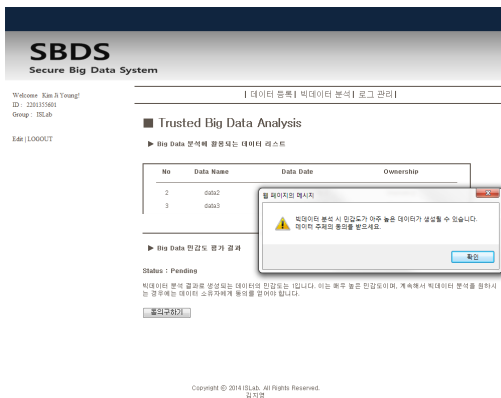 SBDS
Secure Big Data System
Welcome Kim Ji Young!
ID : 2201355601
Group : ISLab
Edit | LOGOUT
| 데이터 등록| 빅데이터 분석| 로그 관리|
■ Trusted Big Data Analysis
▶ Big Data 분석에 활용되는 데이터 리스트
No Data Name Data Date Ownership
2 data2
3 data3
웹 페이지의 메시지
빅데이터 분석 시 민감도가 아주 높은 데이터가 생성될 수 있습니다.
데이터 주체의 동의를 받으세요.
확인
▶ Big Data 민감도 평가 결과
Status : Pending
빅데이터 분석 결과로 생성되는 데이터의 민감도는 1입니다. 이는 매우 높은 민감도이며, 계속해서 빅데이터 분석을 원하시
는 경우에는 데이터 소유자에게 동의를 얻어야 합니다.
동의구하기
Copyright ⓒ 2014 ISLab. All Rights Reserved.
김지영